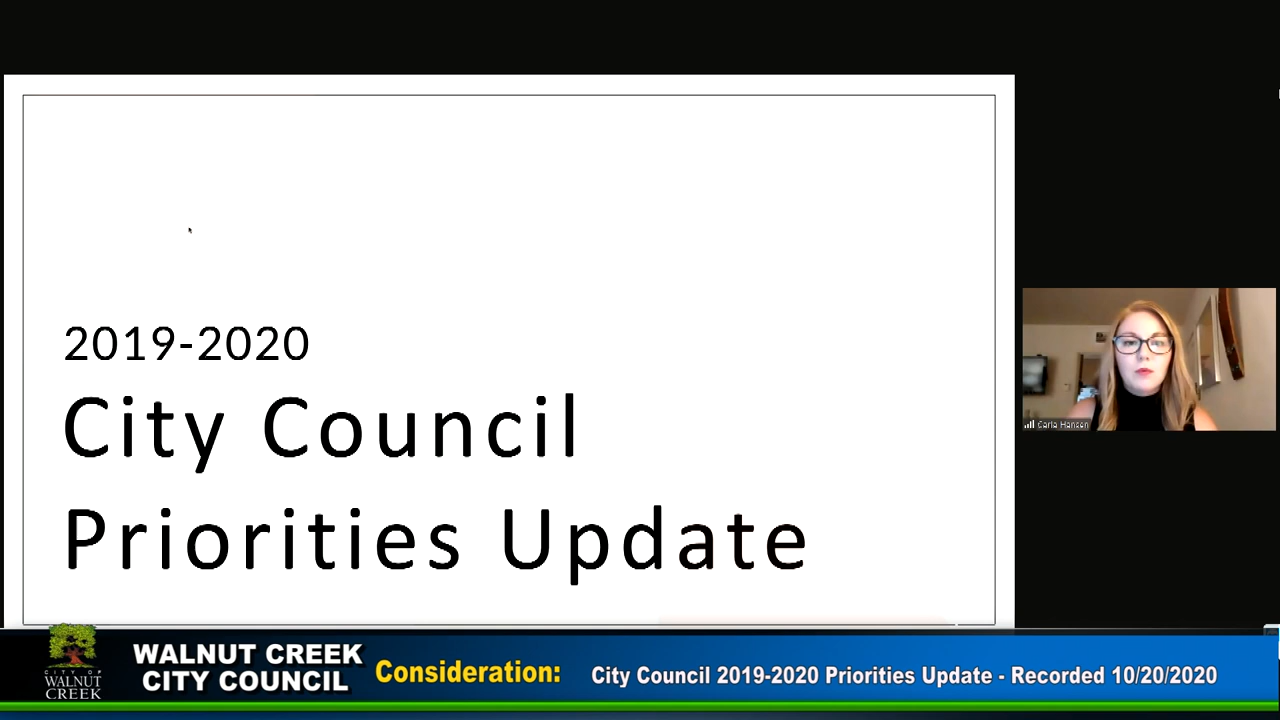 2019-2020
City Council
Priorities Update
Carla Hansen
CITY OF
WALNUT
CREEK
WALNUT CREEK
CITY COUNCIL
Consideration:
City Council 2019-2020 Priorities Update - Recorded 10/20/2020